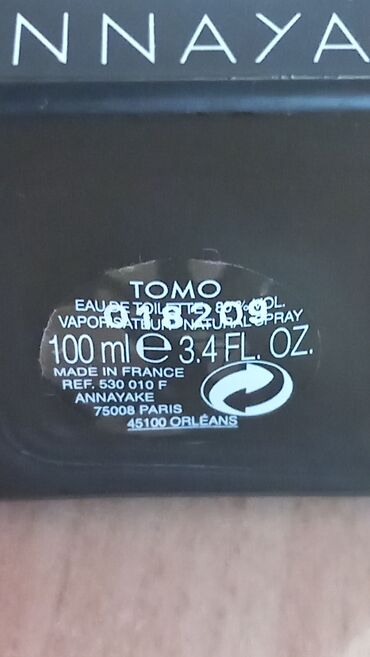 NNAYA
TOMO
EAU DE TOILETTE 80% VOL.
018209
VAPORISATEUR NATURAL SPRAY
100 ml e 3.4 FL. OZ.
MADE IN FRANCE
REF. 530 010 F
ANNAYAKE
75008 PARIS
45100 ORLÉANS